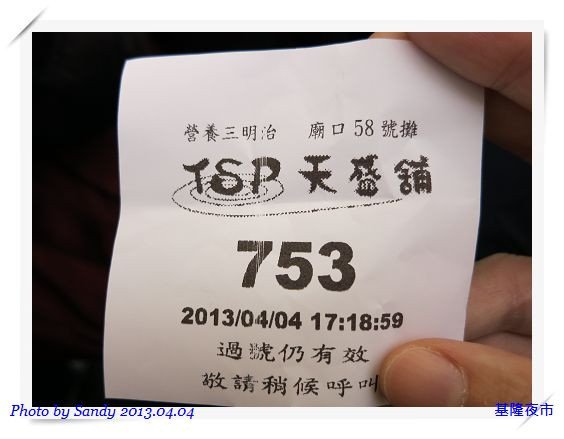 營養三明治 廟口58號攤
TSP 天盛舖
753
2013/04/04 17:18:59
過號仍有效
敬請稍候呼叫
Photo by Sandy 2013.04.04 基隆夜市